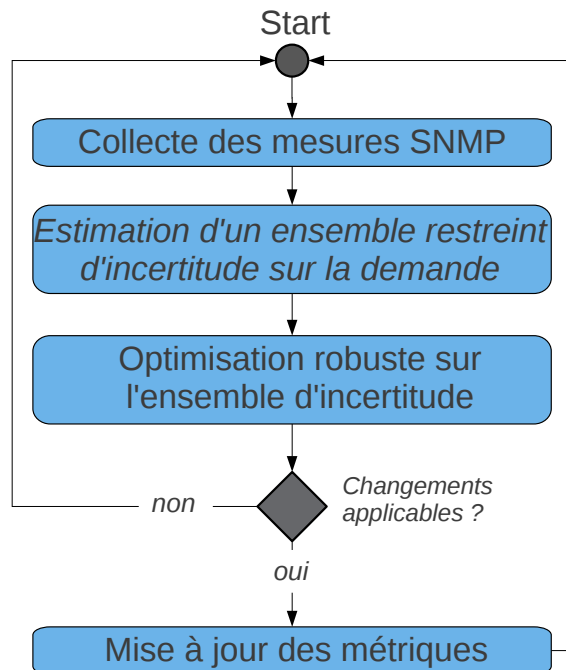 Start
Collecte des mesures SNMP
Estimation d'un ensemble restreint
d'incertitude sur la demande
Optimisation robuste sur
l'ensemble d'incertitude
non
Changements
applicables ?
oui
Mise à jour des métriques